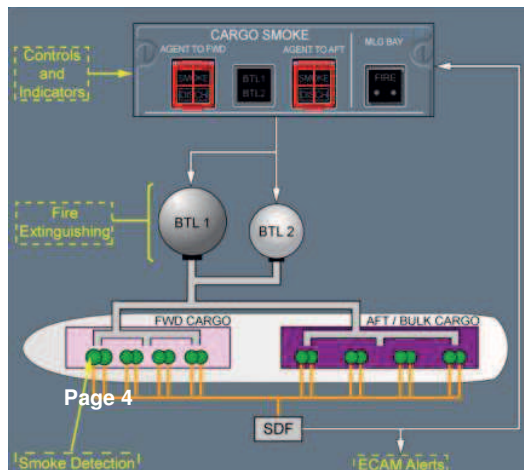 CARGO SMOKE
AGENT TO FWD
AGENT TO AFT
MLG BAY
Controls
and
Indicators
SMOKE
DISCH
BTL1
BTL2
SMOKE
DISCH
FIRE
Fire
Extinguishing
BTL 1
BTL 2
FWD CARGO
AFT / BULK CARGO
Page 4
SDF
Smoke Detection
ECAM Alerts